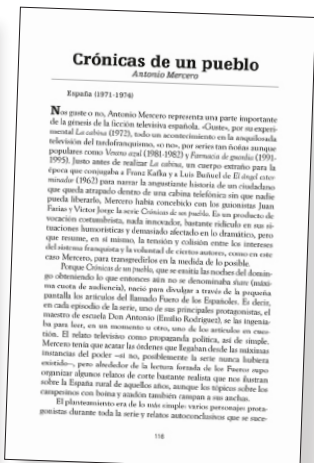 Crónicas de un pueblo
Antonio Mercero
España (1971-1974)
Nos guste o no, Antonio Mercero representa una parte importante
de la génesis de la ficción televisiva española. «Guste», por su experi-
mental La cabina (1972), todo un acontecimiento en la anquilosada
televisión del tardofranquismo, «o no», por series tan ñoñas aunque
populares como Verano azul (1981-1982) y Farmacia de guardia (1991-
1995). Justo antes de realizar La cabina, un cuerpo extraño para la
época que conjugaba a Franz Kafka y a Luis Buñuel de El ángel exter-
minador (1962) para narrar la angustiante historia de un ciudadano
que queda atrapado dentro de una cabina telefónica sin que nadie
pueda liberarlo, Mercero había concebido con los guionistas Juan
Farias y Víctor Jorge la serie Crónicas de un pueblo. Es un producto de
vocación costumbrista, nada innovador, bastante ridículo en sus si-
tuaciones humorísticas y demasiado afectado en lo dramático, pero
que resume, en sí mismo, la tensión y colisión entre los intereses
del sistema franquista y la voluntad de ciertos autores, como en este
caso Mercero, para transgredirlos en la medida de lo posible.
Porque Crónicas de un pueblo, que se emitía las noches del domin-
go obteniendo lo que entonces aún no se denominaba share (máxi-
ma cuota de audiencia), nació para divulgar a través de la pequeña
pantalla los artículos del llamado Fuero de los Españoles. Es decir,
en cada episodio de la serie, uno de sus principales protagonistas, el
maestro de escuela Don Antonio (Emilio Rodríguez), se las ingenia-
ba para leer, en un momento u otro, uno de los artículos en cues-
tión. El relato televisivo como propaganda política, así de simple.
Mercero tenía que acatar las órdenes que llegaban desde las máximas
instancias del poder –si no, posiblemente la serie nunca hubiera
existido–, pero alrededor de la lectura forzada de los Fueros supo
organizar algunos relatos de corte bastante realista que nos ilustran
sobre la España rural de aquellos años, aunque los tópicos sobre los
campesinos con boina y azadón también campan a sus anchas.
El planteamiento era de lo más simple: varios personajes prota-
gonistas durante toda la serie y relatos autoconclusivos que se suce-
116